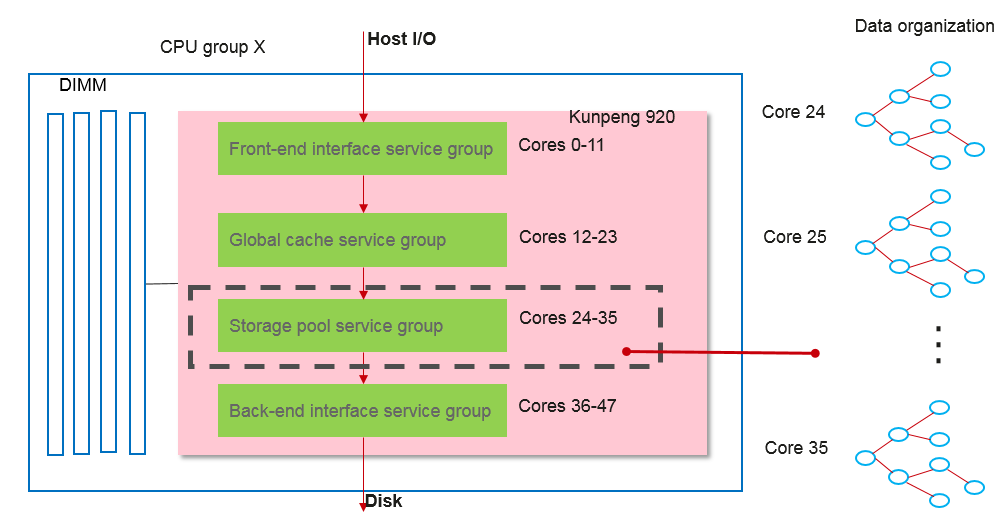 Data organization
Host I/O
CPU group X
DIMM
Kunpeng 920
Front-end interface service group
Cores 0-11
Core 24
Global cache service group
Cores 12-23
Core 25
Storage pool service group
Cores 24-35
Back-end interface service group
Cores 36-47
Core 35
Disk